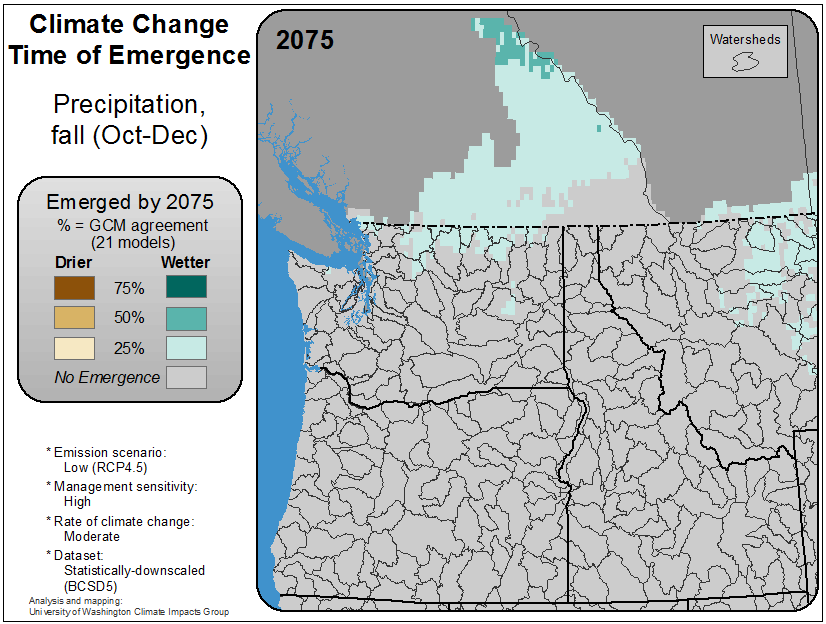 Climate Change
Time of Emergence
Precipitation,
fall (Oct-Dec)
Emerged by 2075
% = GCM agreement
(21 models)
Drier Wetter
75%
50%
25%
No Emergence
* Emission scenario:
Low (RCP4.5)
* Management sensitivity:
High
* Rate of climate change:
Moderate
* Dataset:
Statistically-downscaled
(BCSD5)
Analysis and mapping:
University of Washington Climate Impacts Group
2075
Watersheds